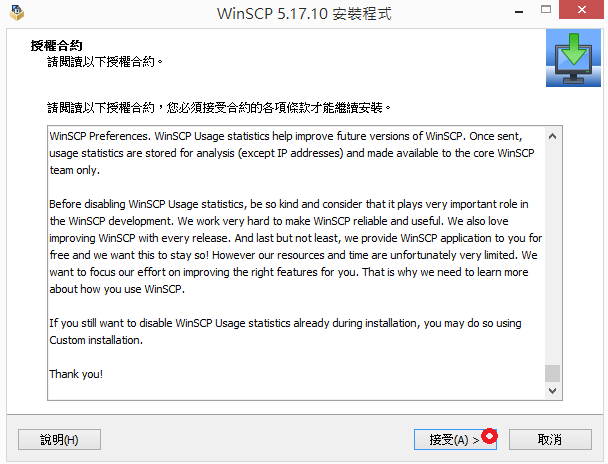 WinSCP 5.17.10 安裝程式
授權合約
請閱讀以下授權合約。
請閱讀以下授權合約，您必須接受合約的各項條款才能繼續安裝。
WinSCP Preferences. WinSCP Usage statistics help improve future versions of WinSCP. Once sent,
usage statistics are stored for analysis (except IP addresses) and made available to the core WinSCP
team only.
Before disabling WinSCP Usage statistics, be so kind and consider that it plays very important role in
the WinSCP development. We work very hard to make WinSCP reliable and useful. We also love
improving WinSCP with every release. And last but not least, we provide WinSCP application to you for
free and we want this to stay so! However our resources and time are unfortunately very limited. We
want to focus our effort on improving the right features for you. That is why we need to learn more
about how you use WinSCP.
If you still want to disable WinSCP Usage statistics already during installation, you may do so using
Custom installation.
Thank you!
說明(H)
接受(A) >
取消